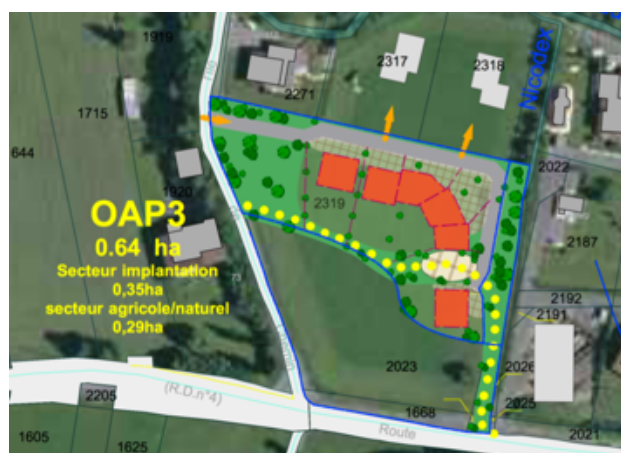 1919
2317
2318
2271
Nicodex
1715
644
2022
1920
2319
OAP3
0.64 ha
Secteur implantation
0,35ha
secteur agricole/naturel
0,29ha
2187
73
2192
2191
2023
2026
(R.D.n°4)
2205
1668
2025
Route
2021
1605
1625